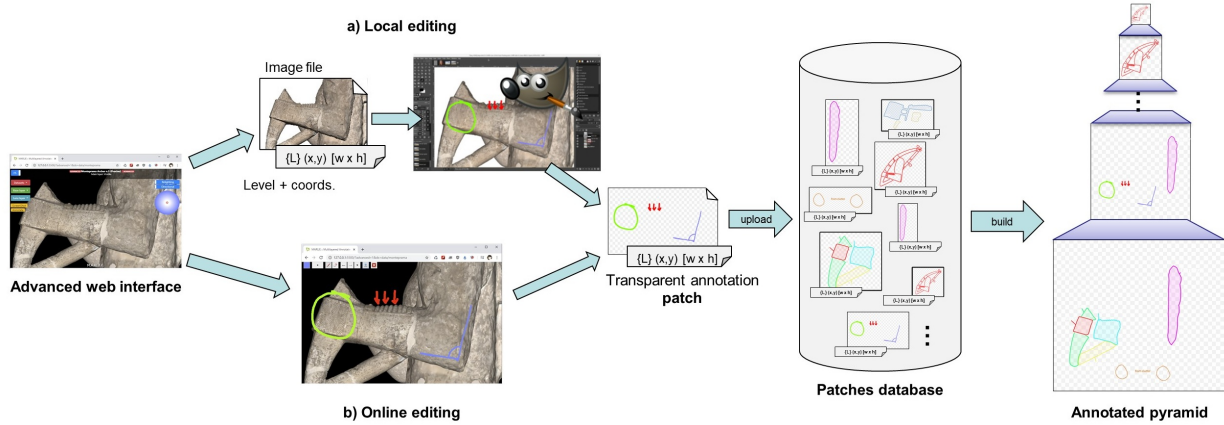 a) Local editing
Image file
{L} (x,y) [w x h]
Level + coords.
Advanced web interface
b) Online editing
{L} (x,y) [w x h]
Transparent annotation
patch
upload
{L} (x,y) [w x h]
{L} (x,y) [w x h]
{L} (x,y) [w x h]
{L} (x,y) [w x h]
{L} (x,y) [w x h]
{L} (x,y) [w x h]
{L} (x,y) [w x h]
{L} (x,y) [w x h]
Patches database
build
Annotated pyramid